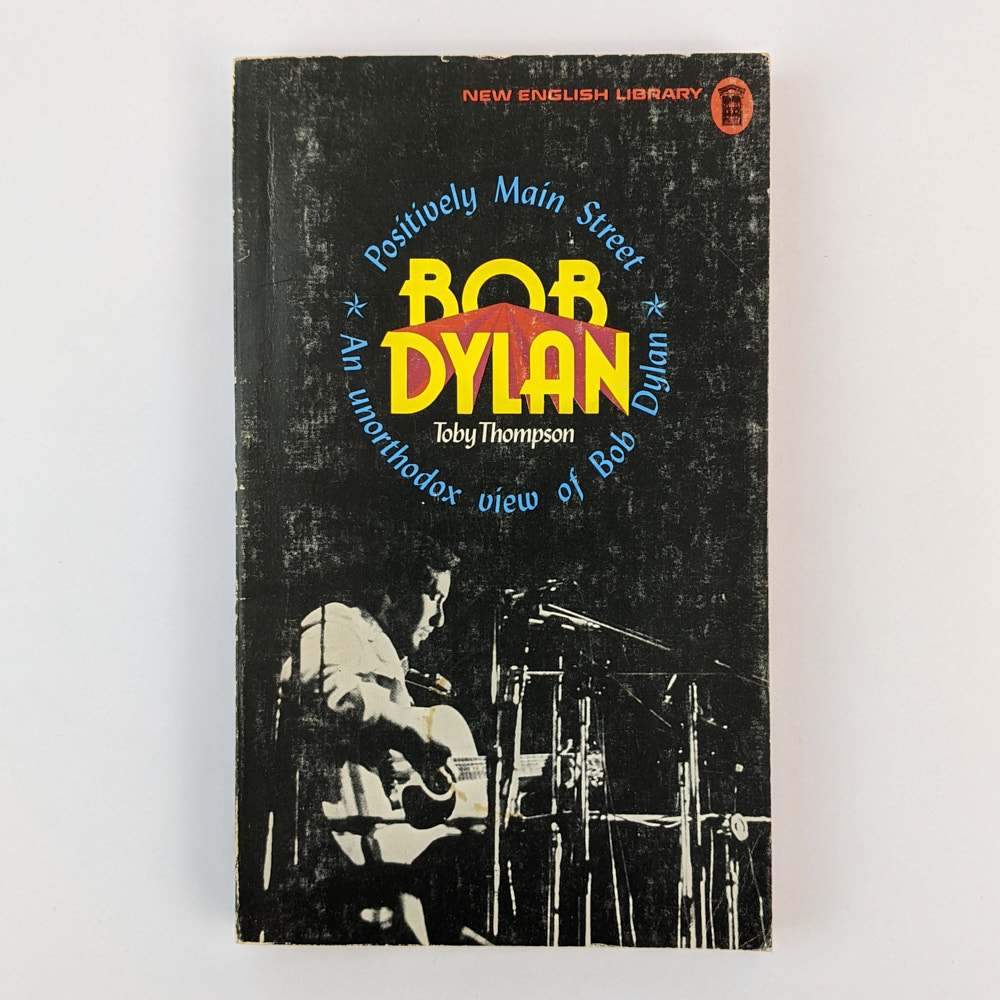 NEW ENGLISH LIBRARY
Positively Main Street
BOB
DYLAN
Toby Thompson
An unorthodox view of Bob Dylan